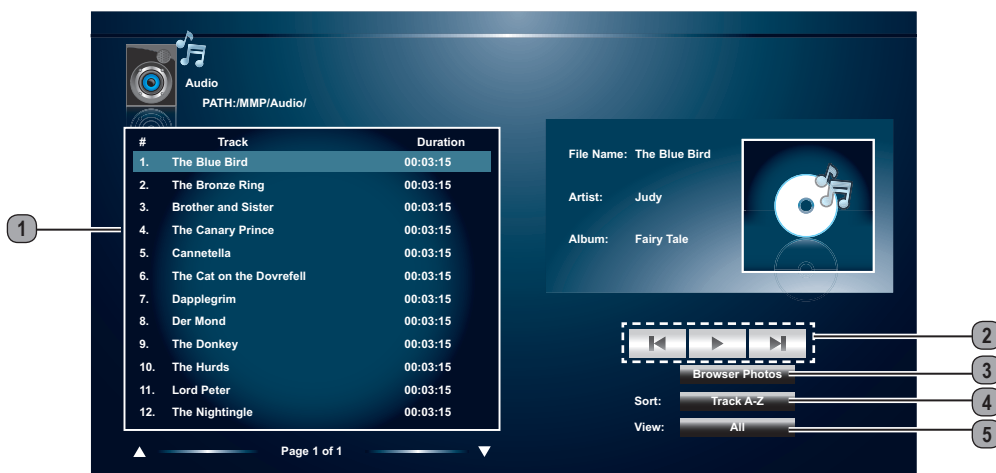 Audio
PATH:/MMP/Audio/
# Track Duration
1. The Blue Bird 00:03:15
2. The Bronze Ring 00:03:15
3. Brother and Sister 00:03:15
4. The Canary Prince 00:03:15
5. Cannetella 00:03:15
6. The Cat on the Dovrefell 00:03:15
7. Dapplegrim 00:03:15
8. Der Mond 00:03:15
9. The Donkey 00:03:15
10. The Hurds 00:03:15
11. Lord Peter 00:03:15
12. The Nightingle 00:03:15
Page 1 of 1
File Name: The Blue Bird
Artist: Judy
Album: Fairy Tale
Browser Photos
Sort: Track A-Z
View: All
1
2
3
4
5